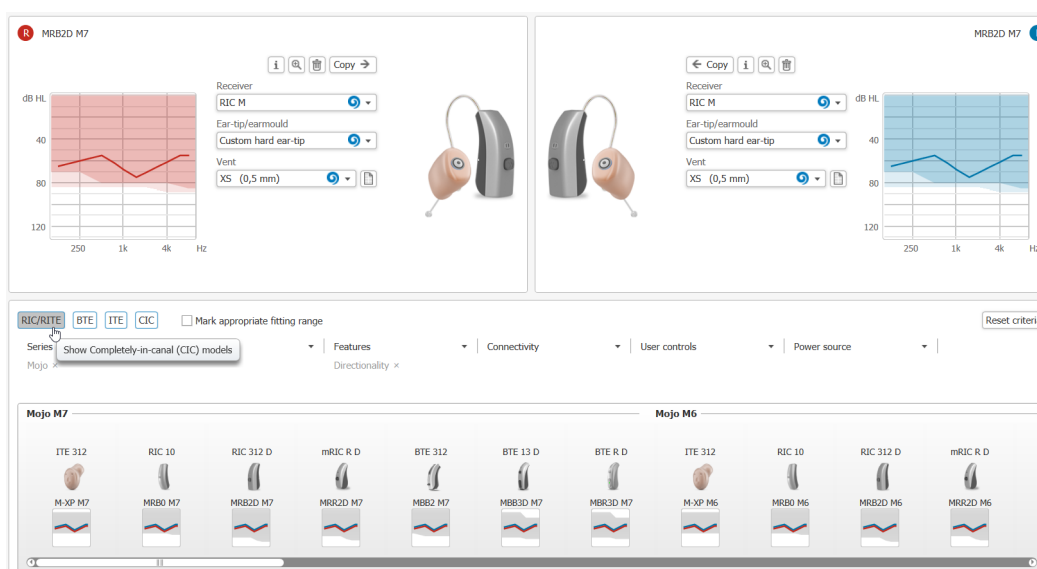 R MRB2D M7
MRB2D M7
i Copy →
← Copy i
Receiver
RIC M
Ear-tip/earmould
Custom hard ear-tip
Vent
XS (0,5 mm)
dB HL
40
80
120
250 1k 4k Hz
Receiver
RIC M
Ear-tip/earmould
Custom hard ear-tip
Vent
XS (0,5 mm)
dB HL
40
80
120
250 1k 4k
RIC/RITE BTE ITE CIC Mark appropriate fitting range Reset criteri
Series Features Connectivity User controls Power source
Show Completely-in-canal (CIC) models
Mojo × Directionality ×
Mojo M7 Mojo M6
ITE 312 RIC 10 RIC 312 D mRIC R D BTE 312 BTE 13 D BTE R D ITE 312 RIC 10 RIC 312 D mRIC R D
M-XP M7 MRB0 M7 MRB2D M7 MRR2D M7 MBB2 M7 MBB3D M7 MBR3D M7 M-XP M6 MRB0 M6 MRB2D M6 MRR2D M6